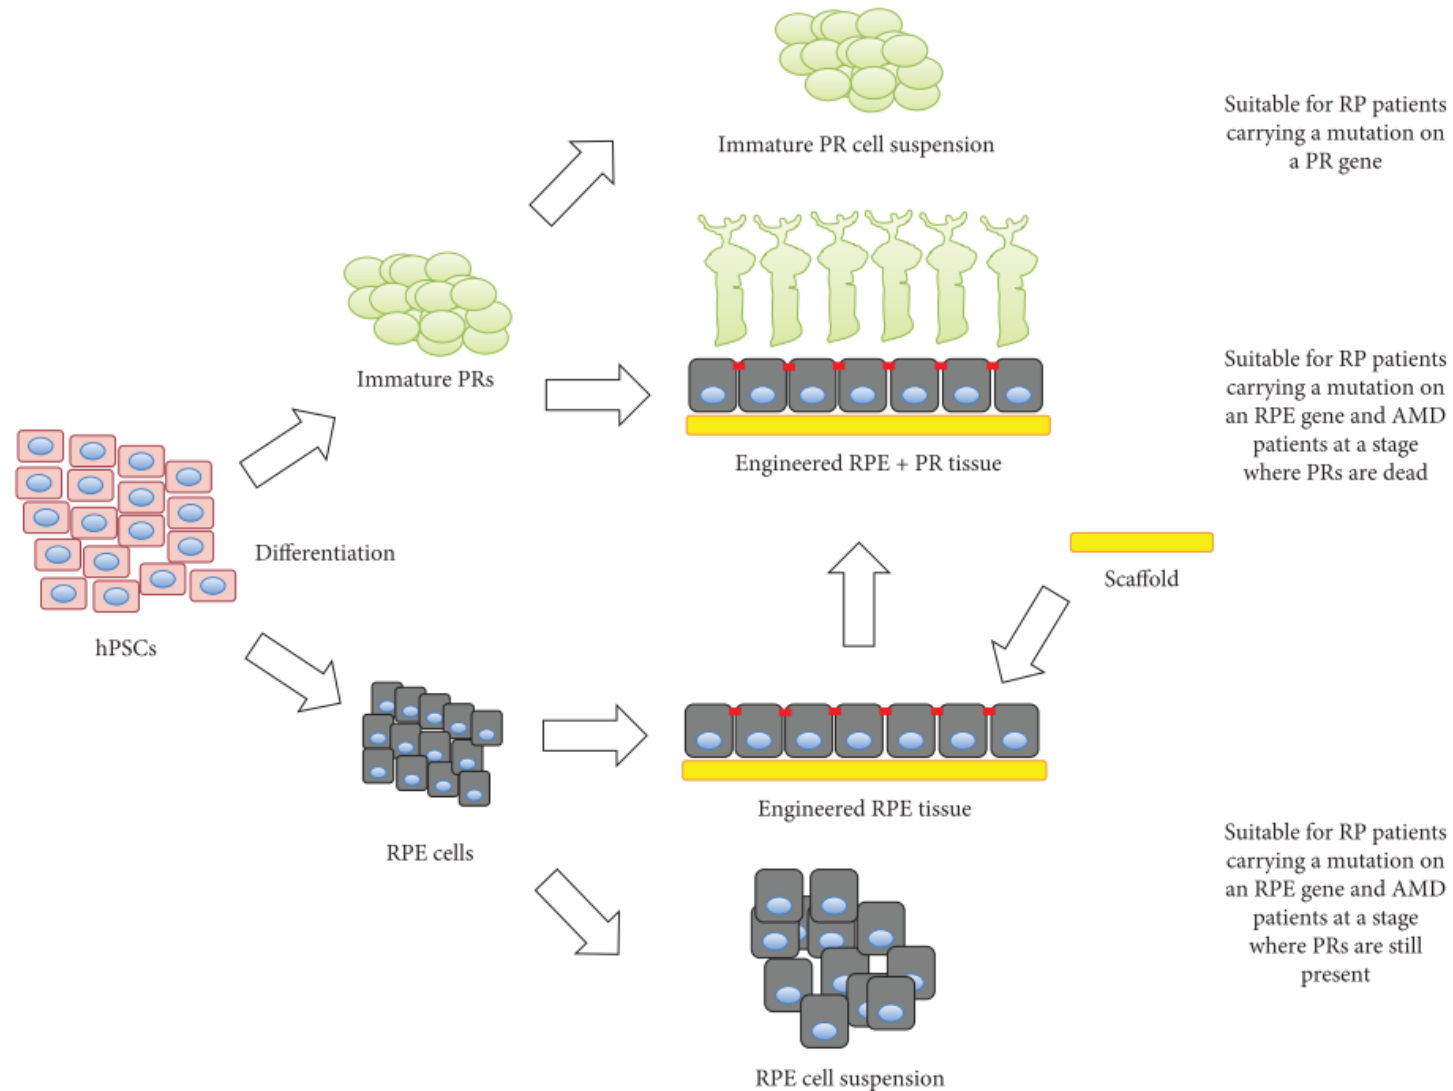 Immature PR cell suspension
Suitable for RP patients
carrying a mutation on
a PR gene
Immature PRs
Engineered RPE + PR tissue
Suitable for RP patients
carrying a mutation on
an RPE gene and AMD
patients at a stage
where PRs are dead
Differentiation
hPSCs
Scaffold
RPE cells
Engineered RPE tissue
RPE cell suspension
Suitable for RP patients
carrying a mutation on
an RPE gene and AMD
patients at a stage
where PRs are still
present